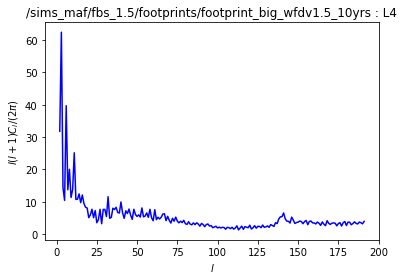 /sims_maf/fbs_1.5/footprints/footprint_big_wfdv1.5_10yrs : L4
60
50
40
30
20
10
0
l(l + 1)C_l/(2π)
0 25 50 75 100 125 150 175 200
l